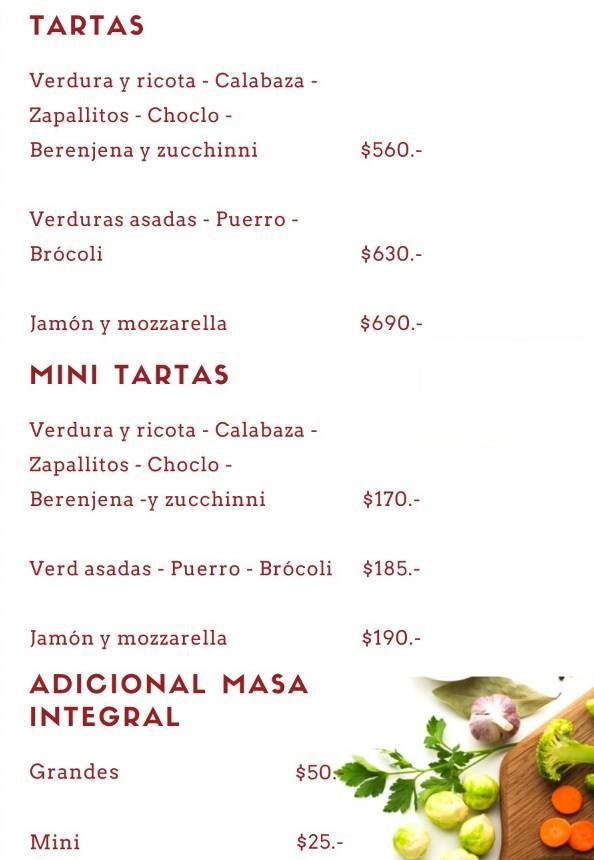 TARTAS
Verdura y ricota - Calabaza -
Zapallitos - Choclo -
Berenjena y zucchinni $560.-
Verduras asadas - Puerro -
Brócoli $630.-
Jamón y mozzarella $690.-
MINI TARTAS
Verdura y ricota - Calabaza -
Zapallitos - Choclo -
Berenjena -y zucchinni $170.-
Verd asadas - Puerro - Brócoli $185.-
Jamón y mozzarella $190.-
ADICIONAL MASA
INTEGRAL
Grandes $50.-
Mini $25.-